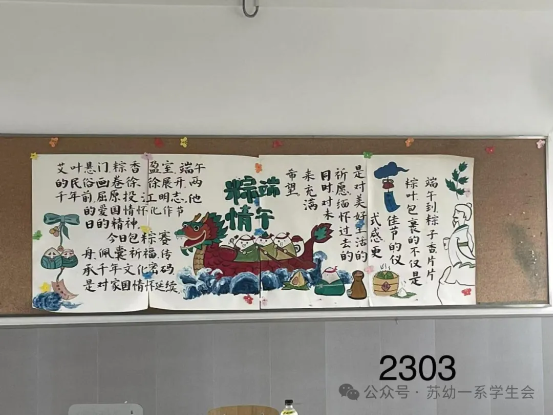 艾叶悬门,粽香盈室.端午
的民俗画卷徐徐展开.两
千年前,屈原投江明志,他
的爱国情怀化作节
日的精神.
今日包粽赛
舟,佩囊祈福,传
承千年文化密码
是对家国情怀延续.
端午
粽情
端午到粽子香片片
粽叶包裹的不仅是
佳节的仪
式感更
是对美好生活的
祈愿缅怀过去的
日时对未
来充满
希望
2303
公众号·苏幼一系学生会